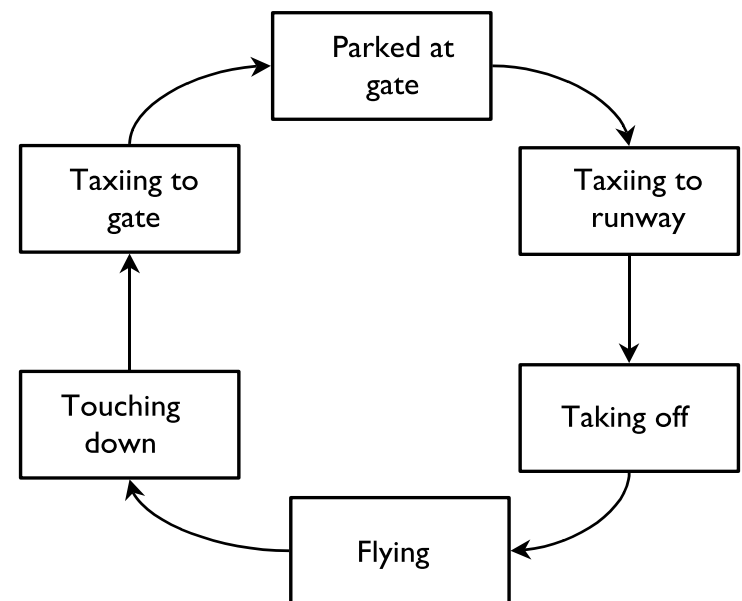 Parked at
gate
Taxiing to
runway
Taking off
Flying
Touching
down
Taxiing to
gate